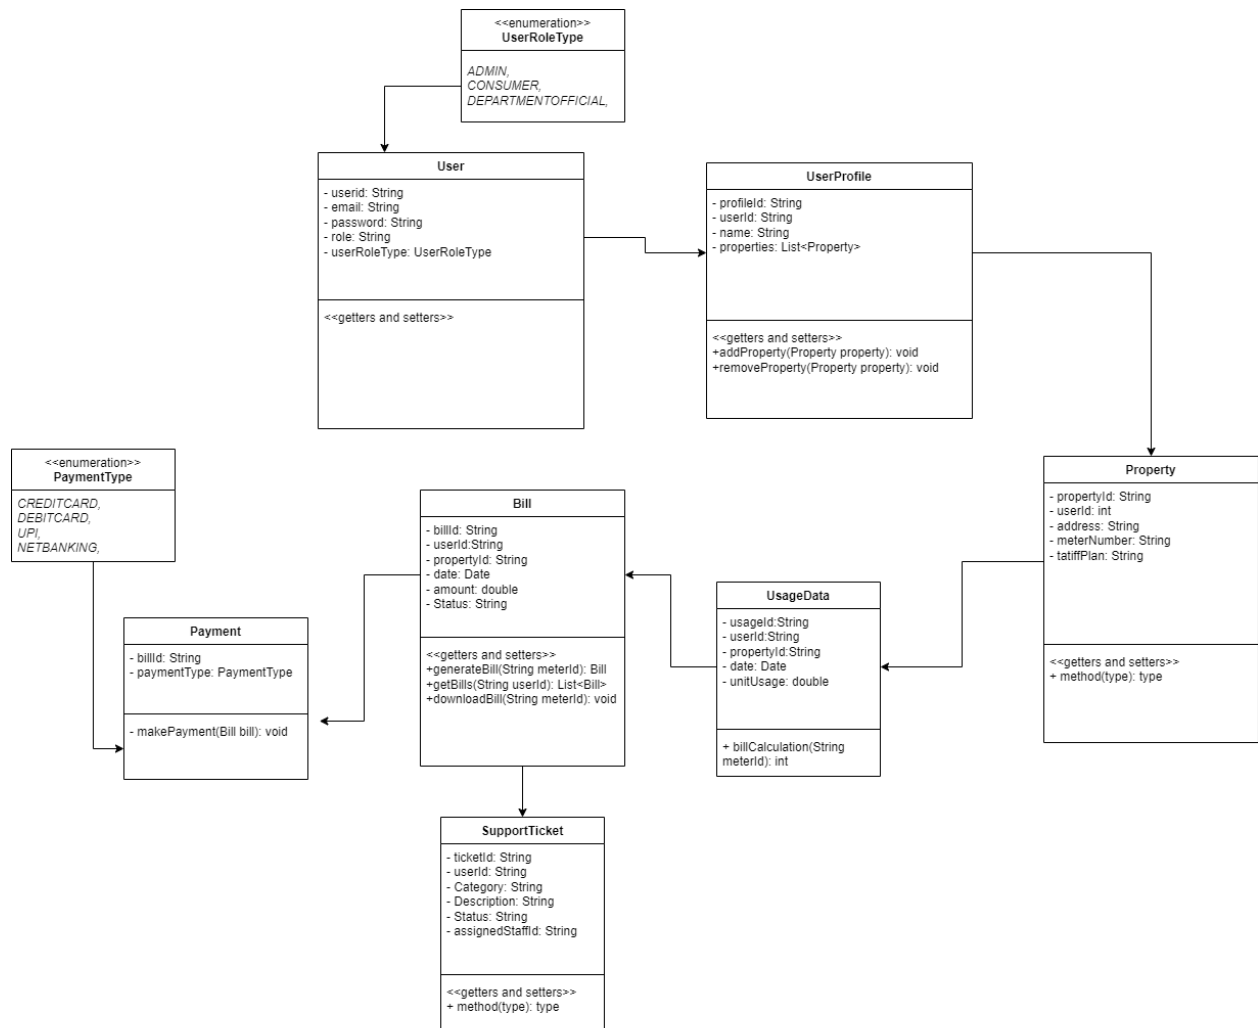 <<enumeration>>
UserRoleType
ADMIN,
CONSUMER,
DEPARTMENTOFFICIAL,
User
- userid: String
- email: String
- password: String
- role: String
- userRoleType: UserRoleType
<<getters and setters>>
UserProfile
- profileId: String
- userId: String
- name: String
- properties: List<Property>
<<getters and setters>>
+addProperty(Property property): void
+removeProperty(Property property): void
<<enumeration>>
PaymentType
CREDITCARD,
DEBITCARD,
UPI,
NETBANKING,
Payment
- billId: String
- paymentType: PaymentType
- makePayment(Bill bill): void
Bill
- billId: String
- userId:String
- propertyId: String
- date: Date
- amount: double
- Status: String
<<getters and setters>>
+generateBill(String meterId): Bill
+getBills(String userId): List<Bill>
+downloadBill(String meterId): void
UsageData
- usageId:String
- userId:String
- propertyId:String
- date: Date
- unitUsage: double
+ billCalculation(String
meterId): int
Property
- propertyId: String
- userId: int
- address: String
- meterNumber: String
- tatiffPlan: String
<<getters and setters>>
+ method(type): type
SupportTicket
- ticketId: String
- userId: String
- Category: String
- Description: String
- Status: String
- assignedStaffId: String
<<getters and setters>>
+ method(type): type